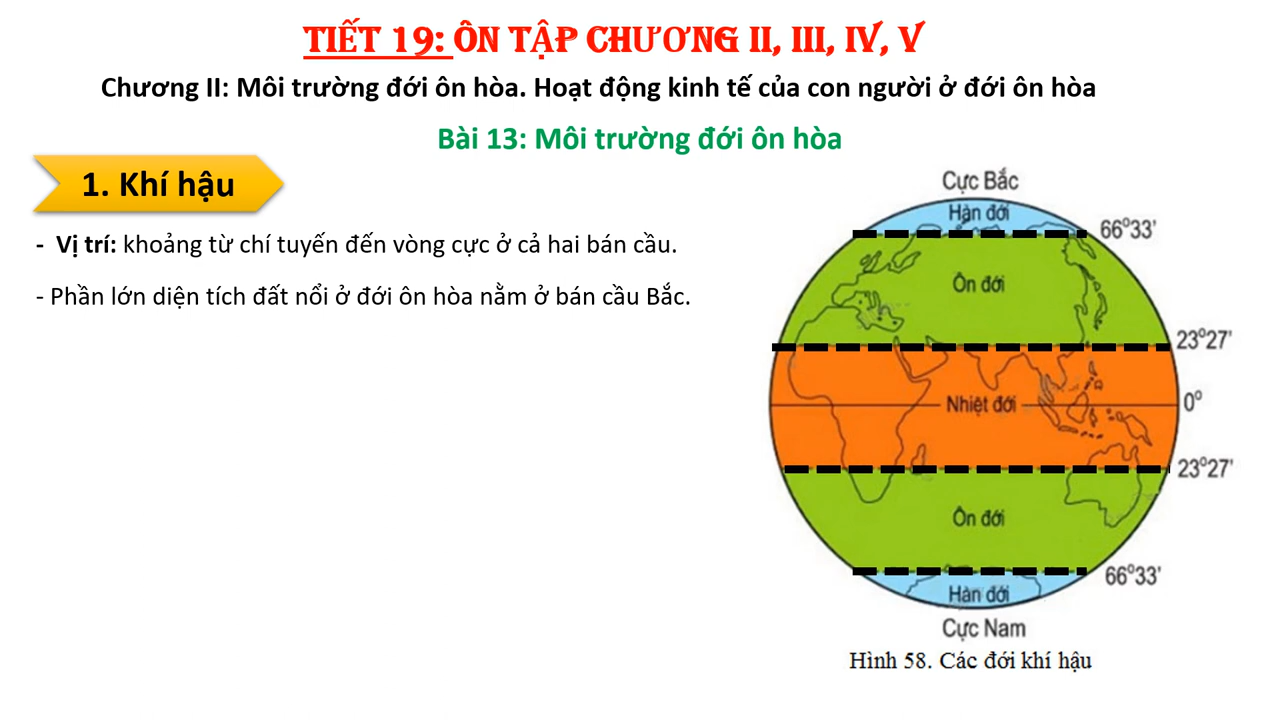 TIẾT 19: ÔN TẬP CHƯƠNG II, III, IV, V
Chương II: Môi trường đới ôn hòa. Hoạt động kinh tế của con người ở đới ôn hòa
Bài 13: Môi trường đới ôn hòa
1. Khí hậu
- Vị trí: khoảng từ chí tuyến đến vòng cực ở cả hai bán cầu.
- Phần lớn diện tích đất nổi ở đới ôn hòa nằm ở bán cầu Bắc.
Cực Bắc
Hàn đới
66°33'
Ôn đới
23°27'
Nhiệt đới
0°
23°27'
Ôn đới
66°33'
Hàn đới
Cực Nam
Hình 58. Các đới khí hậu